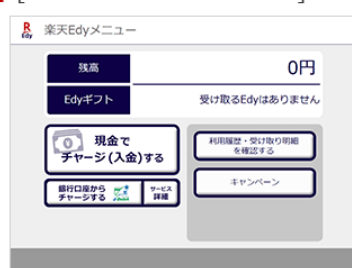 R
Edy
楽天Edyメニュー
残高
0円
Edyギフト
受け取るEdyはありません
現金で
チャージ(入金)する
利用履歴・受け取り明細
を確認する
銀行口座から
チャージする
サービス
詳細
キャンペーン